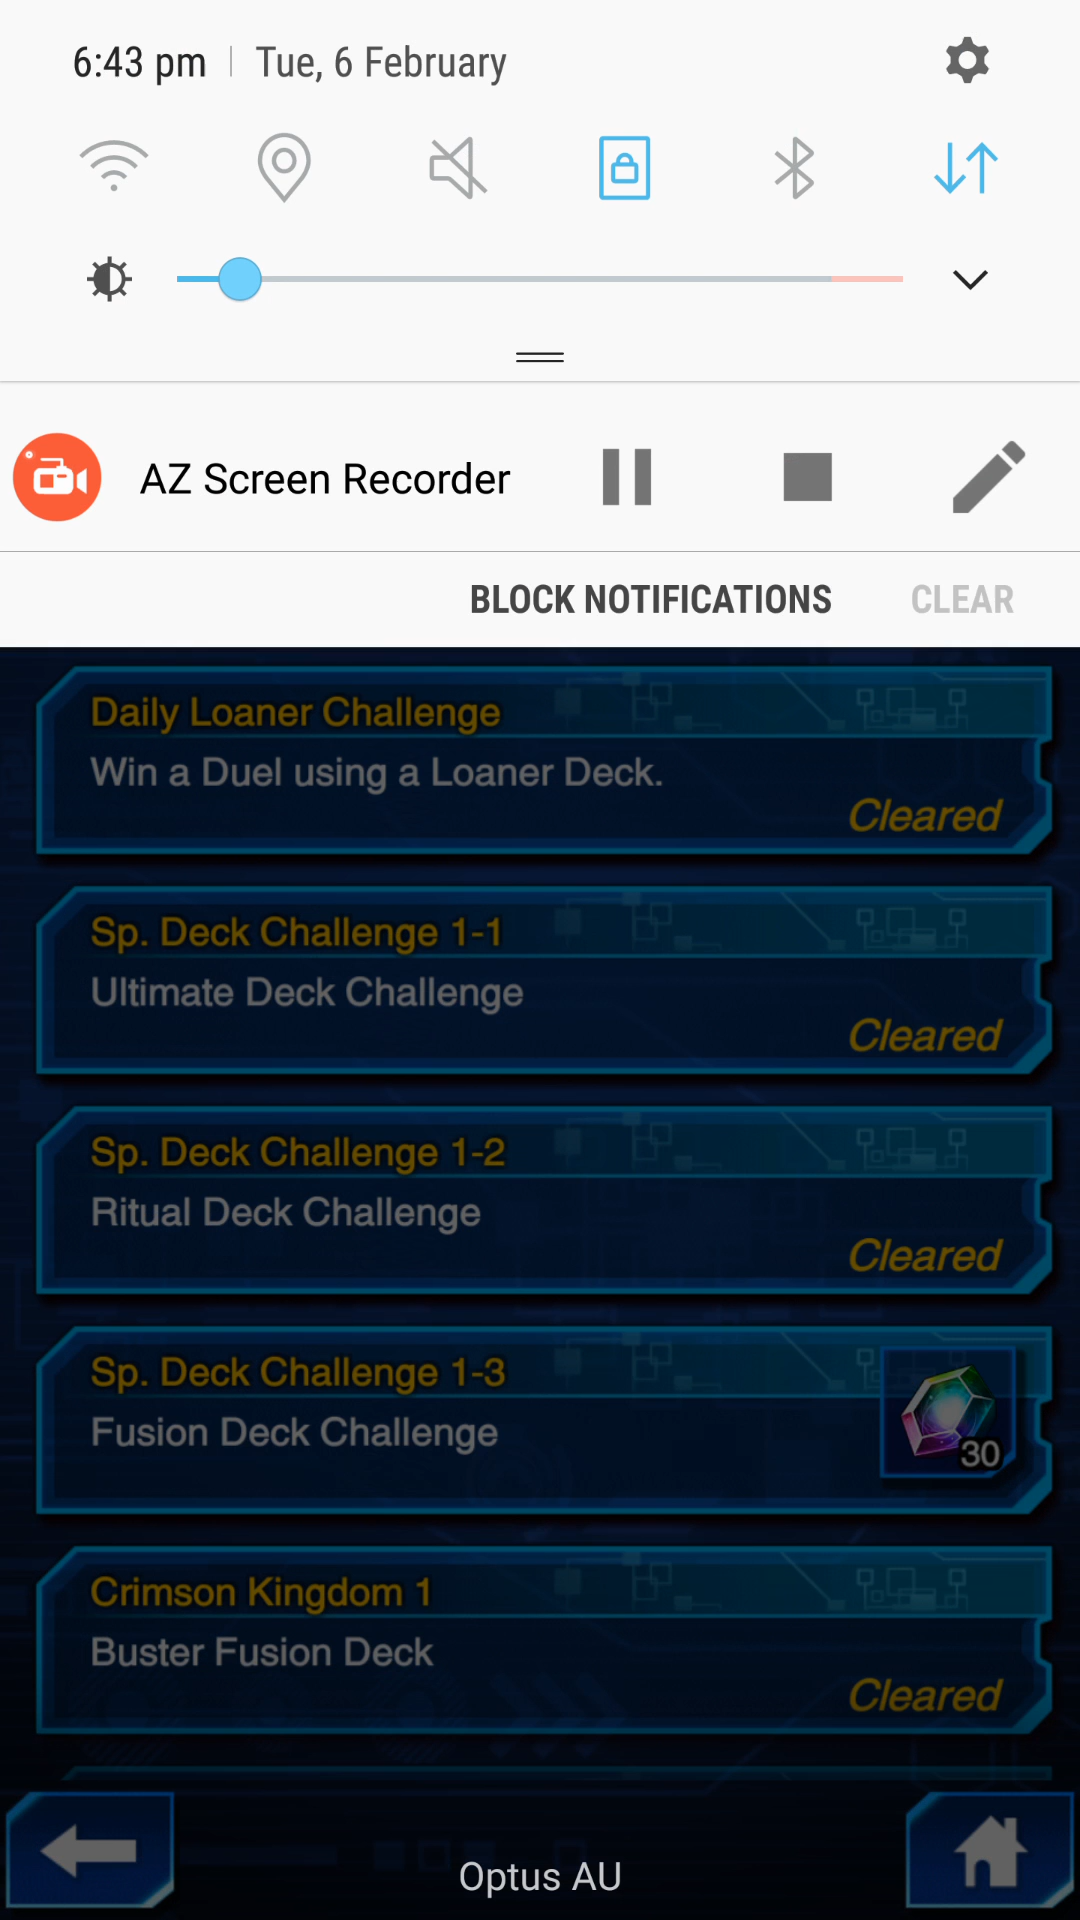 6:43 pm | Tue, 6 February
AZ Screen Recorder
BLOCK NOTIFICATIONS CLEAR
Daily Loaner Challenge
Win a Duel using a Loaner Deck.
Cleared
Sp. Deck Challenge 1-1
Ultimate Deck Challenge
Cleared
Sp. Deck Challenge 1-2
Ritual Deck Challenge
Cleared
Sp. Deck Challenge 1-3
Fusion Deck Challenge
30
Crimson Kingdom 1
Buster Fusion Deck
Cleared
Optus AU